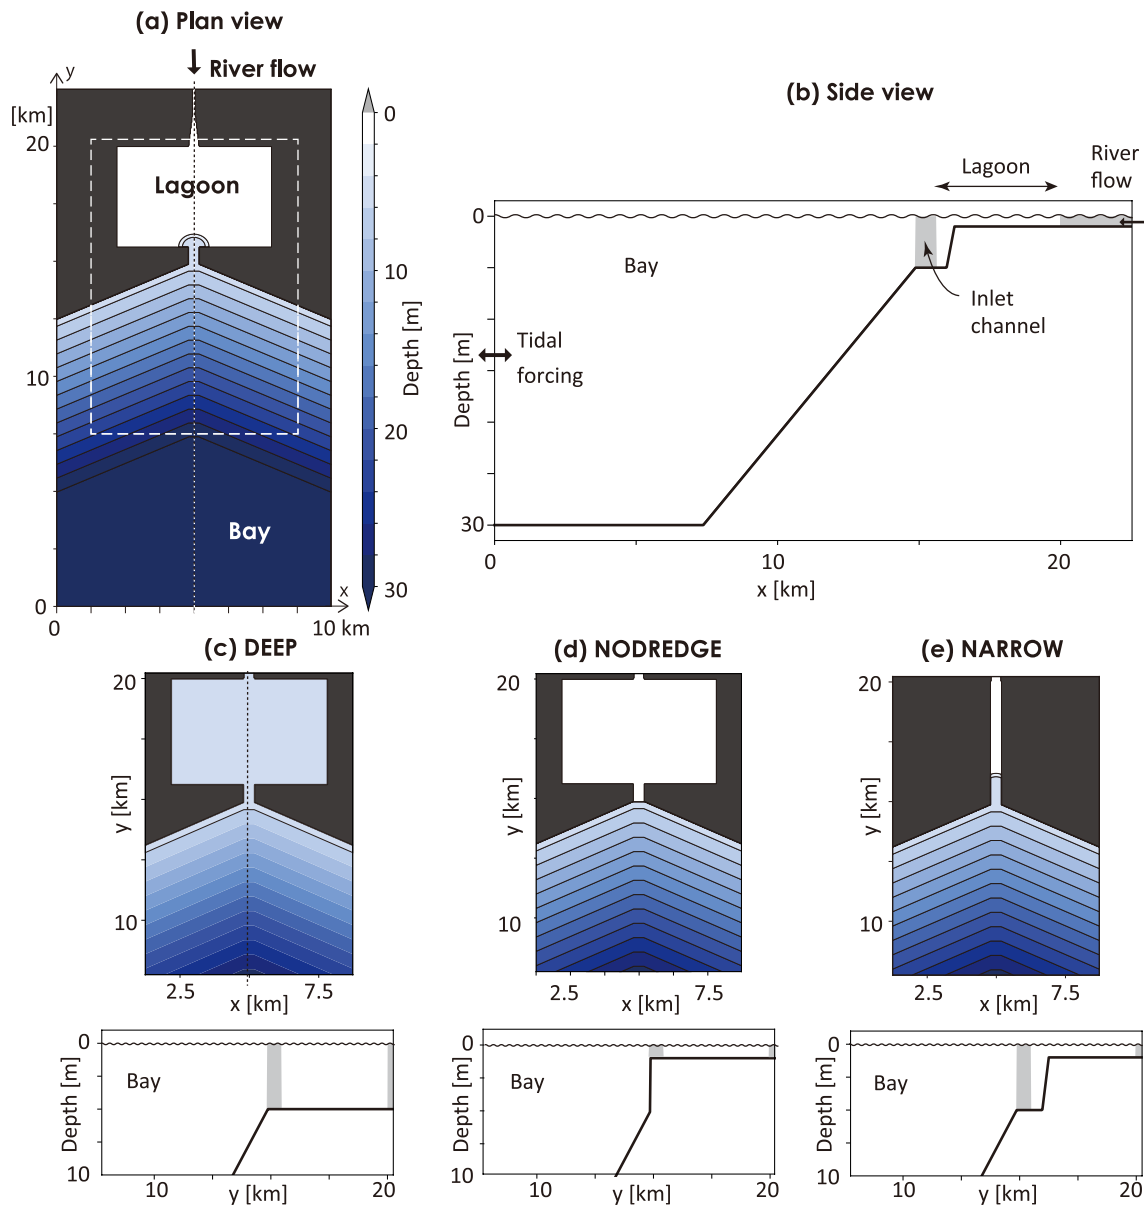 (a) Plan view
River flow
y
[km]
20
10
0
Lagoon
Bay
x
0
10 km
0
10
20
30
Depth [m]
(b) Side view
Lagoon
River
flow
0
Bay
Inlet
channel
Tidal
forcing
Depth [m]
30
0
10
20
x [km]
(c) DEEP
20
10
y [km]
2.5
7.5
x [km]
0
Bay
Depth [m]
10
10
20
y [km]
(d) NODREDGE
20
10
y [km]
2.5
7.5
x [km]
0
Bay
Depth [m]
10
10
20
y [km]
(e) NARROW
20
10
y [km]
2.5
7.5
x [km]
0
Bay
Depth [m]
10
10
20
y [km]